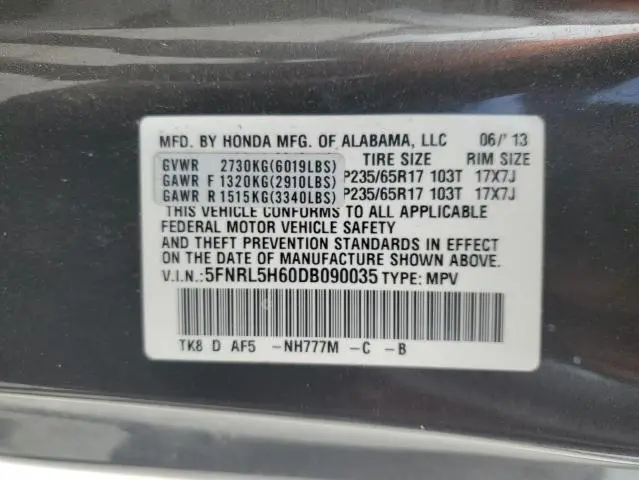 MFD. BY HONDA MFG. OF ALABAMA, LLC 06/'13
TIRE SIZE RIM SIZE
GVWR 2730KG(6019LBS)
GAWR F 1320KG(2910LBS) P235/65R17 103T 17X7J
GAWR R 1515KG(3340LBS) P235/65R17 103T 17X7J
THIS VEHICLE CONFORMS TO ALL APPLICABLE
FEDERAL MOTOR VEHICLE SAFETY
AND THEFT PREVENTION STANDARDS IN EFFECT
ON THE DATE OF MANUFACTURE SHOWN ABOVE.
V.I.N.:5FNRL5H60DB090035 TYPE: MPV
TK8 D AF5 -NH777M -C -B